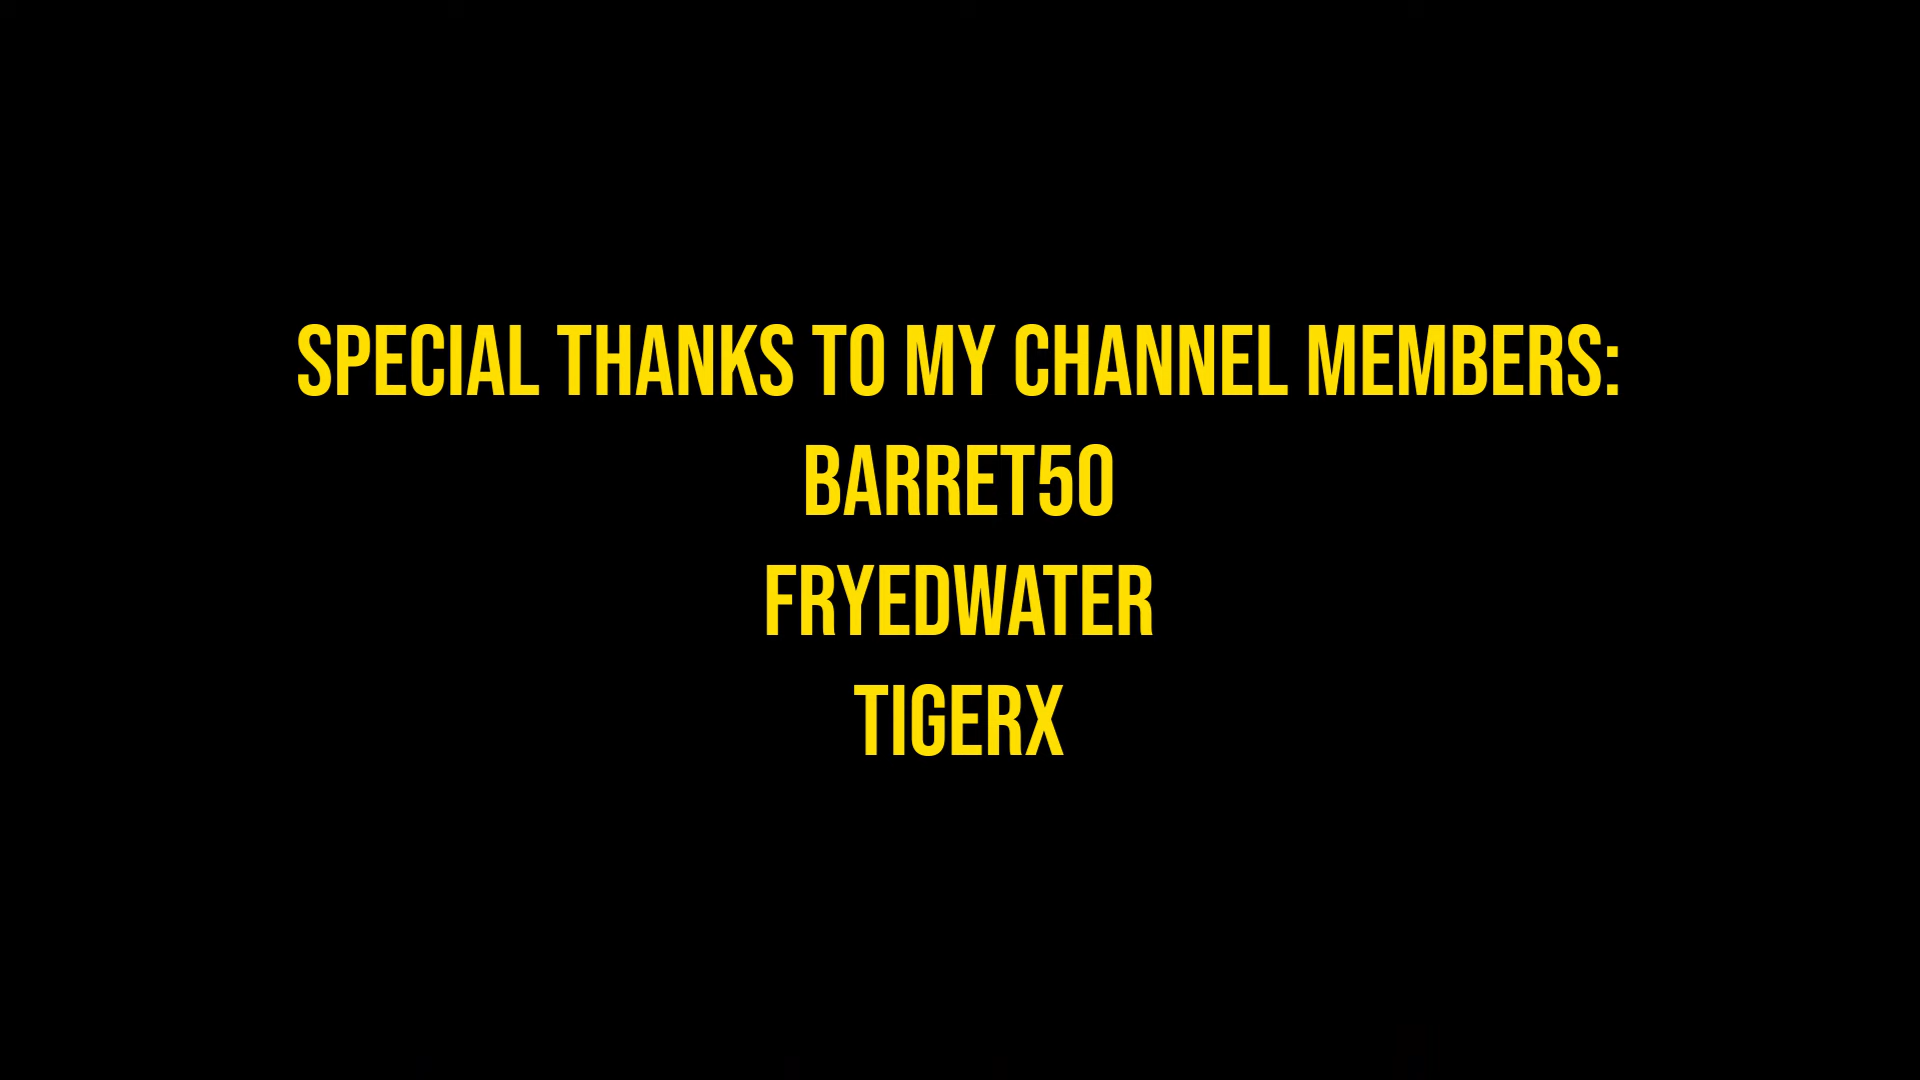 SPECIAL THANKS TO MY CHANNEL MEMBERS:
BARRET50
FRYEDWATER
TIGERX